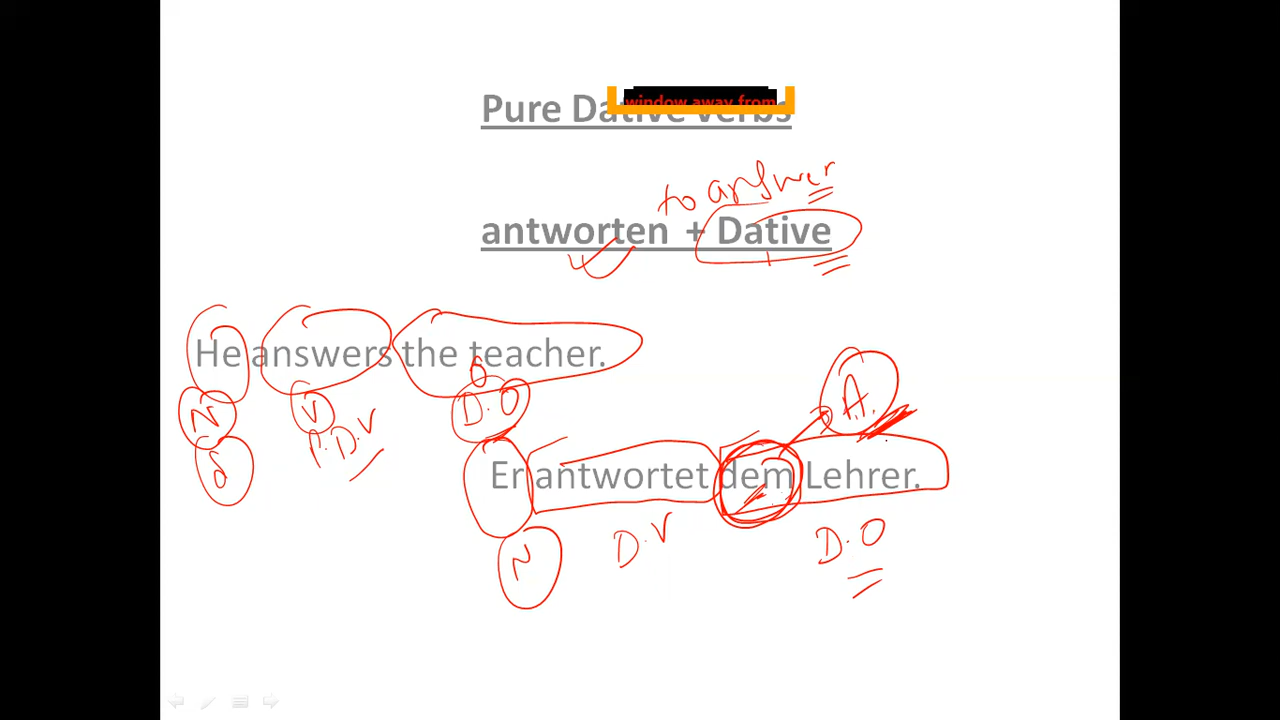 window away from
Pure Dative verbs
to answer
antworten + Dative
He answers the teacher.
N V D.O
S P.D.V
A.
Er antwortet dem Lehrer.
N D.V D.O